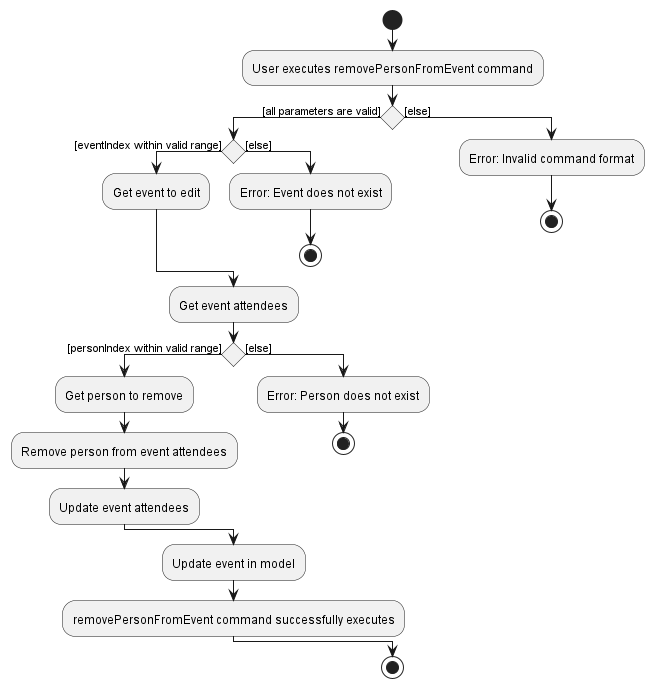 User executes removePersonFromEvent command
[all parameters are valid]
[else]
[eventIndex within valid range]
[else]
Error: Invalid command format
Get event to edit
Error: Event does not exist
Get event attendees
[personIndex within valid range]
[else]
Get person to remove
Error: Person does not exist
Remove person from event attendees
Update event attendees
Update event in model
removePersonFromEvent command successfully executes